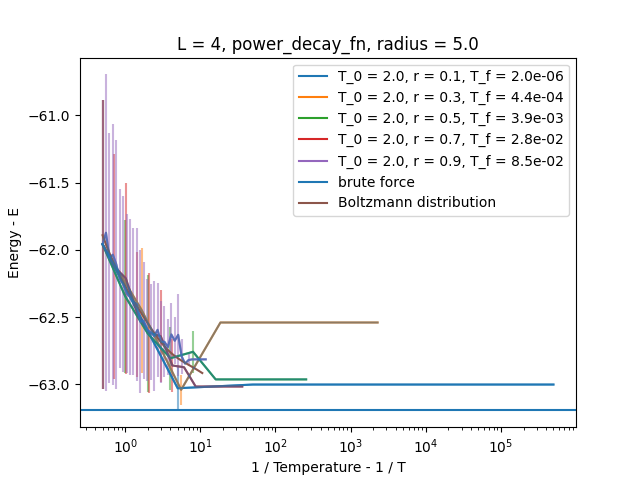 L = 4, power_decay_fn, radius = 5.0
T_0 = 2.0, r = 0.1, T_f = 2.0e-06
T_0 = 2.0, r = 0.3, T_f = 4.4e-04
T_0 = 2.0, r = 0.5, T_f = 3.9e-03
T_0 = 2.0, r = 0.7, T_f = 2.8e-02
T_0 = 2.0, r = 0.9, T_f = 8.5e-02
brute force
Boltzmann distribution
Energy - E
−61.0
−61.5
−62.0
−62.5
−63.0
10⁰ 10¹ 10² 10³ 10⁴ 10⁵
1 / Temperature - 1 / T